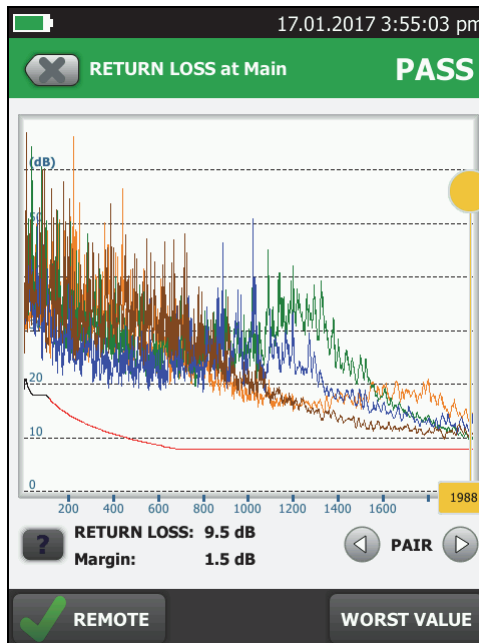 17.01.2017 3:55:03 pm
RETURN LOSS at Main
PASS
(dB)
20
10
0
200 400 600 800 1000 1200 1400 1600
1988
? RETURN LOSS: 9.5 dB
Margin: 1.5 dB
PAIR
REMOTE
WORST VALUE